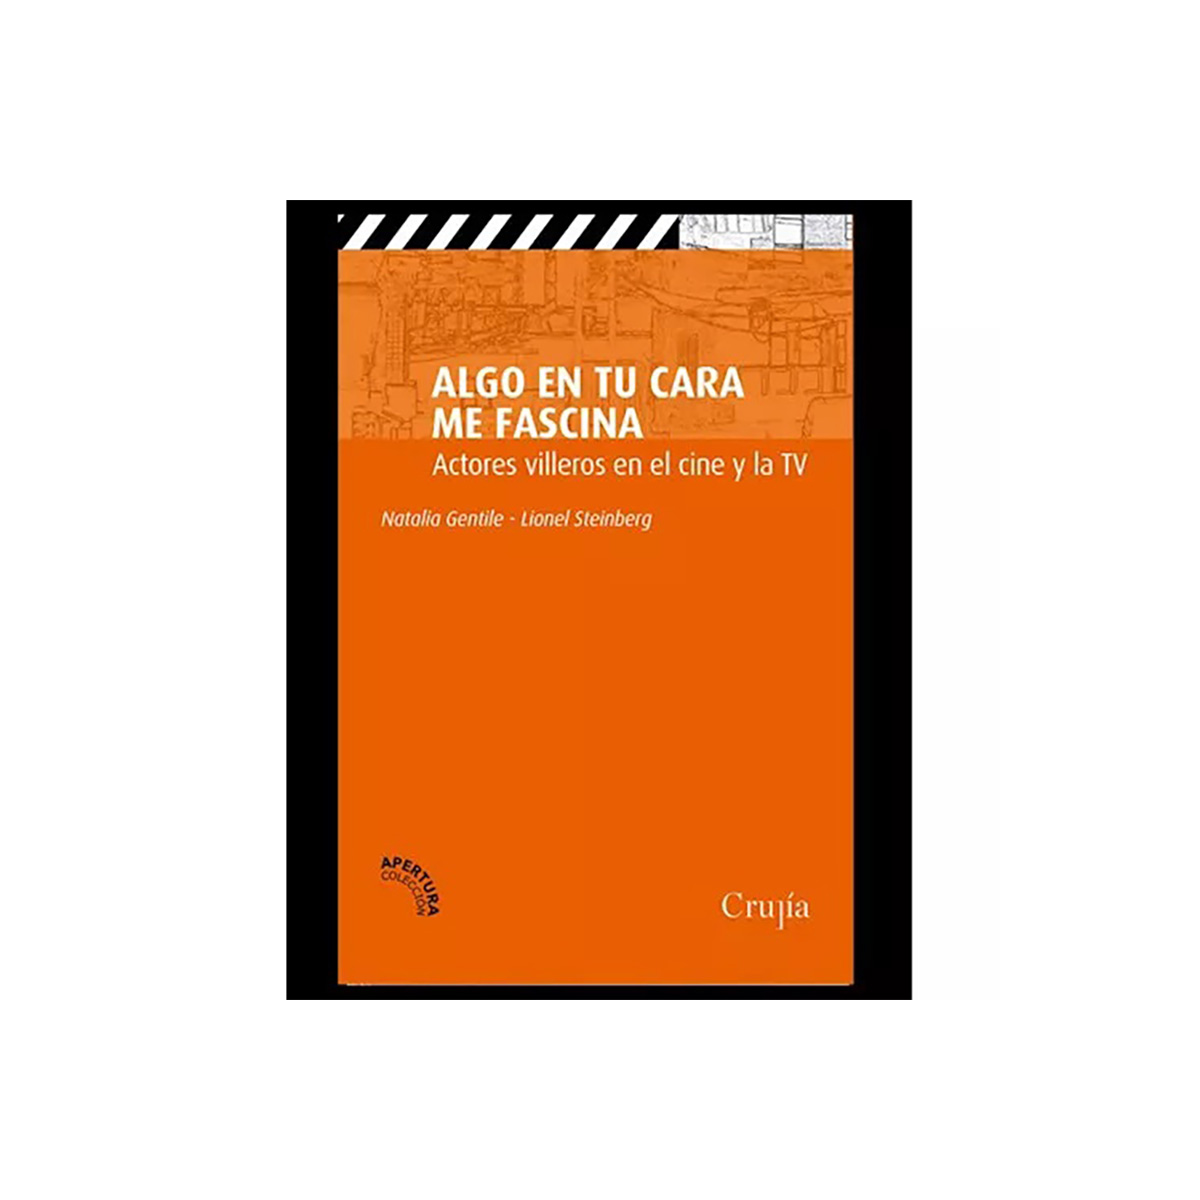 ALGO EN TU CARA
ME FASCINA
Actores villeros en el cine y la TV
Natalia Gentile - Lionel Steinberg
APERTURA
COLECCIÓN
Crujía